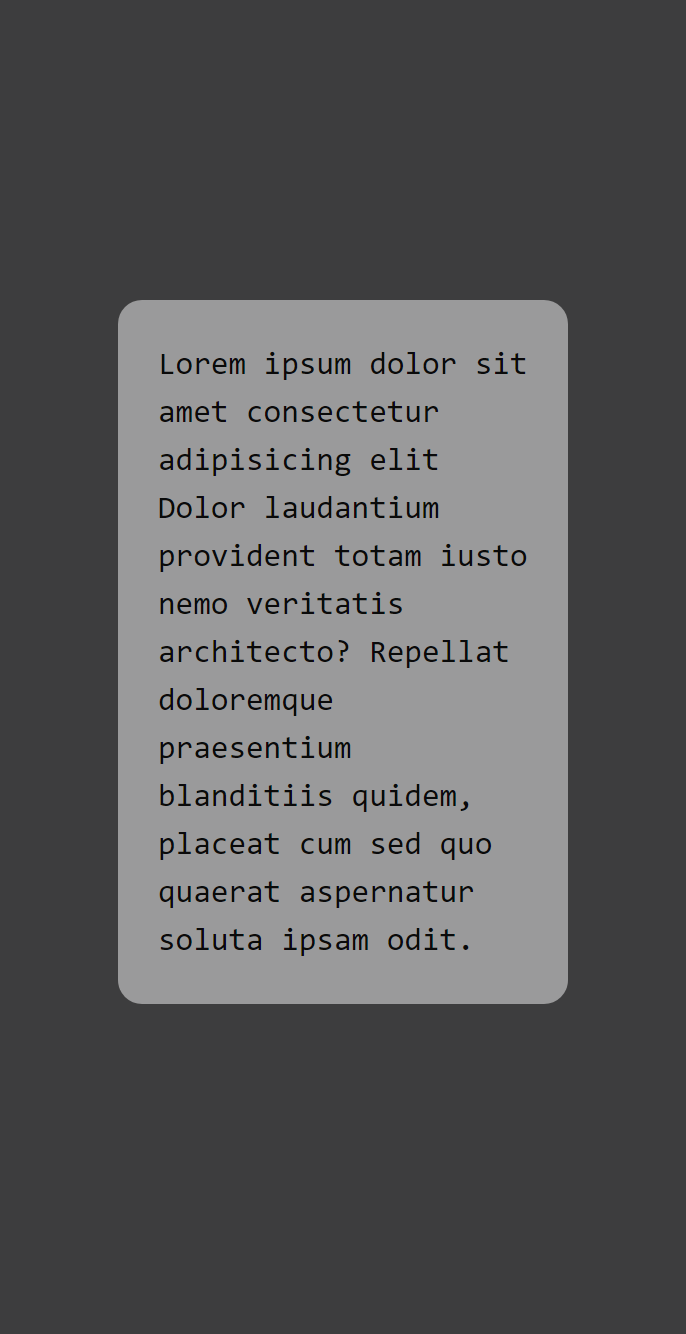 Lorem ipsum dolor sit
amet consectetur
adipisicing elit
Dolor laudantium
provident totam iusto
nemo veritatis
architecto? Repellat
doloremque
praesentium
blanditiis quidem,
placeat cum sed quo
quaerat aspernatur
soluta ipsam odit.